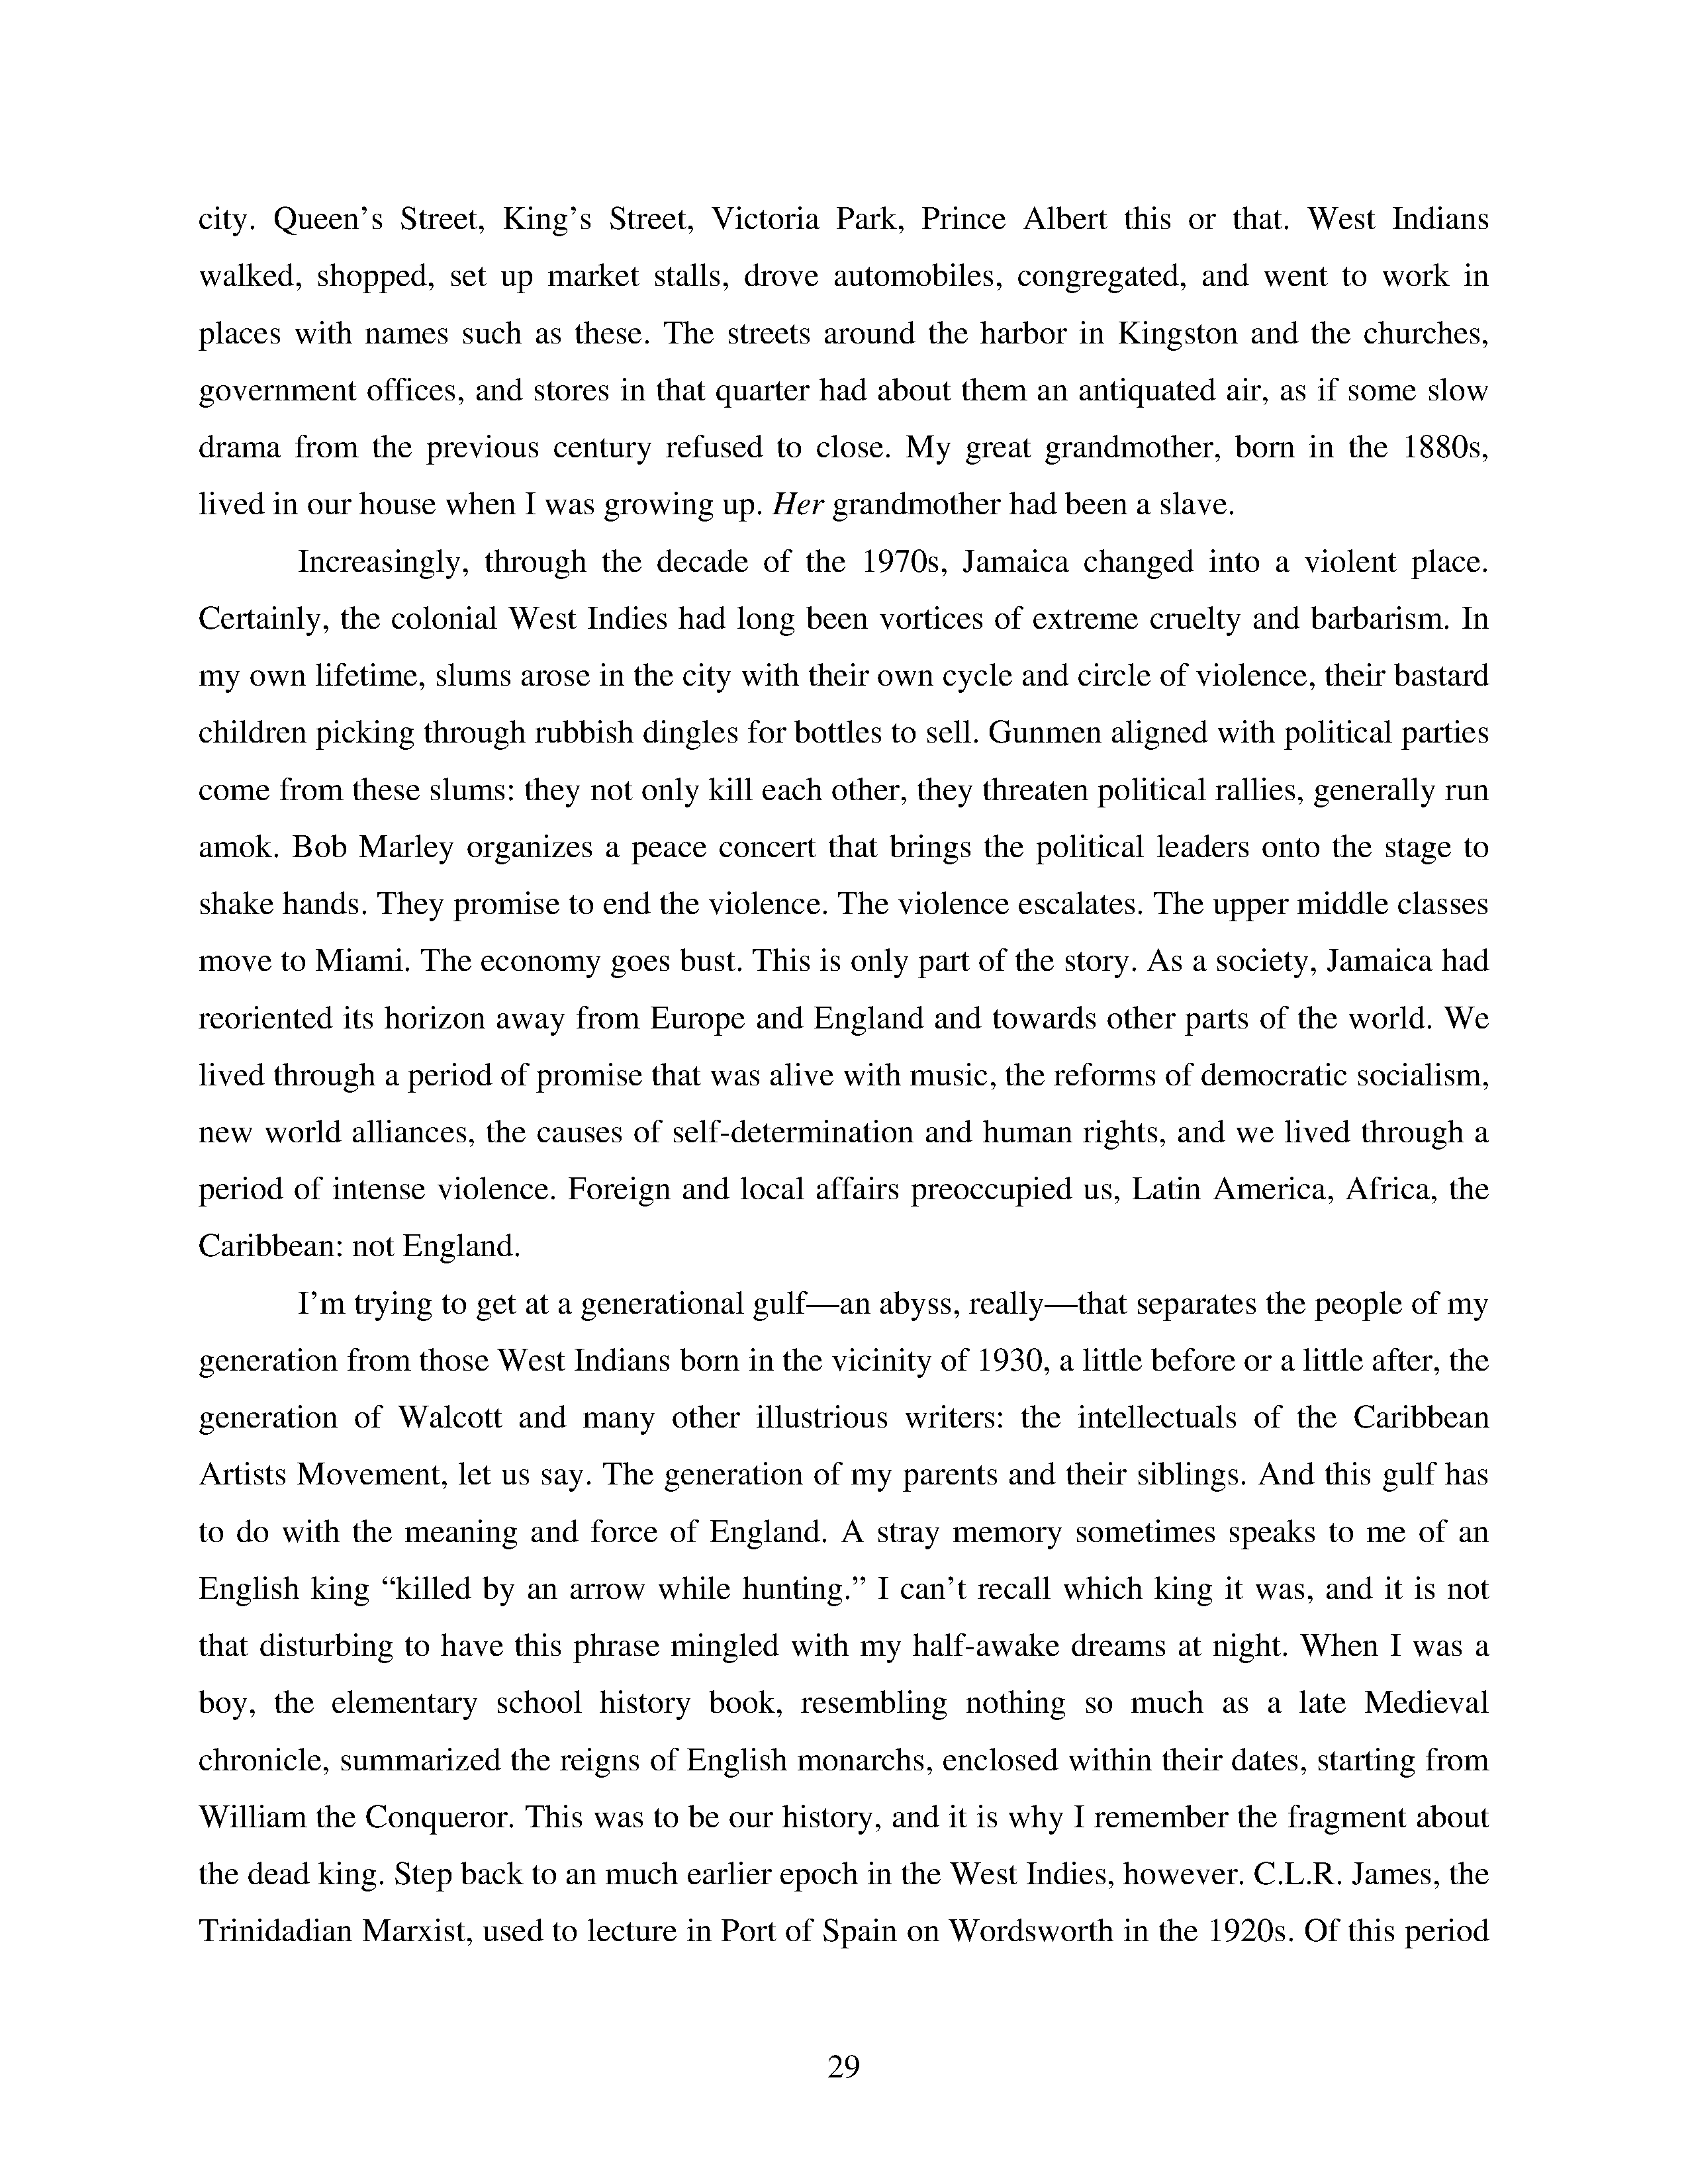 city. Queen’s Street, King’s Street, Victoria Park, Prince Albert this or that. West Indians
walked, shopped, set up market stalls, drove automobiles, congregated, and went to work in
places with names such as these. The streets around the harbor in Kingston and the churches,
government offices, and stores in that quarter had about them an antiquated air, as if some slow
drama from the previous century refused to close. My great grandmother, born in the 1880s,
lived in our house when I was growing up. Her grandmother had been a slave.
Increasingly, through the decade of the 1970s, Jamaica changed into a violent place.
Certainly, the colonial West Indies had long been vortices of extreme cruelty and barbarism. In
my own lifetime, slums arose in the city with their own cycle and circle of violence, their bastard
children picking through rubbish dingles for bottles to sell. Gunmen aligned with political parties
come from these slums: they not only kill each other, they threaten political rallies, generally run
amok. Bob Marley organizes a peace concert that brings the political leaders onto the stage to
shake hands. They promise to end the violence. The violence escalates. The upper middle classes
move to Miami. The economy goes bust. This is only part of the story. As a society, Jamaica had
reoriented its horizon away from Europe and England and towards other parts of the world. We
lived through a period of promise that was alive with music, the reforms of democratic socialism,
new world alliances, the causes of self-determination and human rights, and we lived through a
period of intense violence. Foreign and local affairs preoccupied us, Latin America, Africa, the
Caribbean: not England.
I’m trying to get at a generational gulf—an abyss, really—that separates the people of my
generation from those West Indians born in the vicinity of 1930, a little before or a little after, the
generation of Walcott and many other illustrious writers: the intellectuals of the Caribbean
Artists Movement, let us say. The generation of my parents and their siblings. And this gulf has
to do with the meaning and force of England. A stray memory sometimes speaks to me of an
English king “killed by an arrow while hunting.” I can’t recall which king it was, and it is not
that disturbing to have this phrase mingled with my half-awake dreams at night. When I was a
boy, the elementary school history book, resembling nothing so much as a late Medieval
chronicle, summarized the reigns of English monarchs, enclosed within their dates, starting from
William the Conqueror. This was to be our history, and it is why I remember the fragment about
the dead king. Step back to an much earlier epoch in the West Indies, however. C.L.R. James, the
Trinidadian Marxist, used to lecture in Port of Spain on Wordsworth in the 1920s. Of this period
29